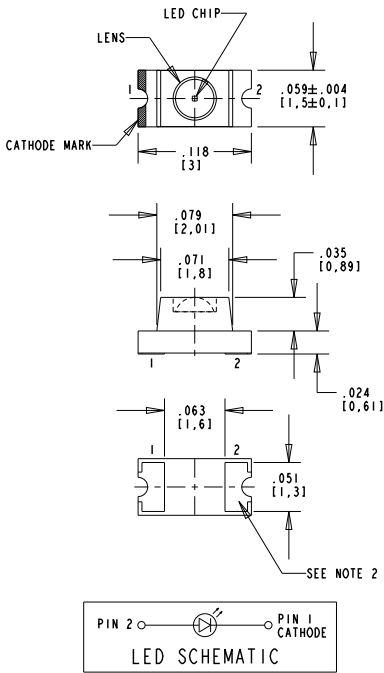 LED CHIP
LENS
1
2
.059±.004
[1,5±0,1]
CATHODE MARK
.118
[3]
.079
[2,01]
.071
[1,8]
.035
[0,89]
1
2
.024
[0,61]
.063
[1,6]
1
2
.051
[1,3]
SEE NOTE 2
PIN 2
PIN 1
CATHODE
LED SCHEMATIC